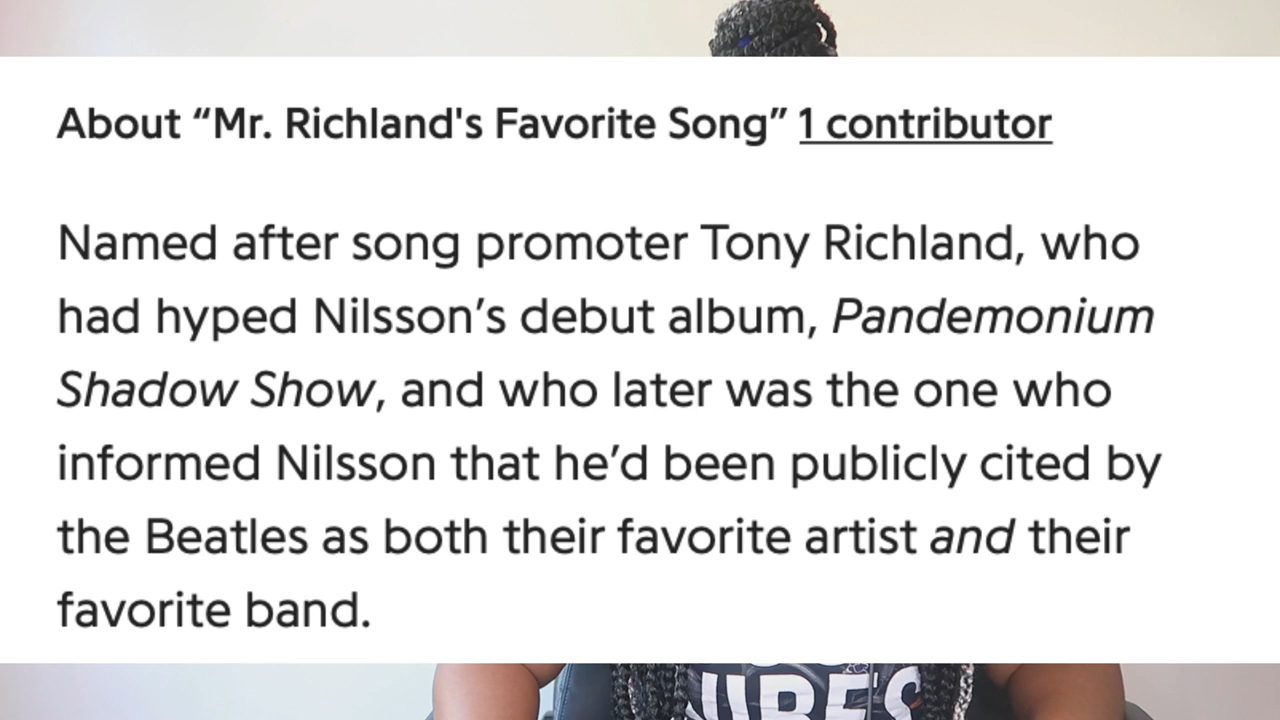 About “Mr. Richland's Favorite Song” 1 contributor
Named after song promoter Tony Richland, who
had hyped Nilsson’s debut album, Pandemonium
Shadow Show, and who later was the one who
informed Nilsson that he’d been publicly cited by
the Beatles as both their favorite artist and their
favorite band.